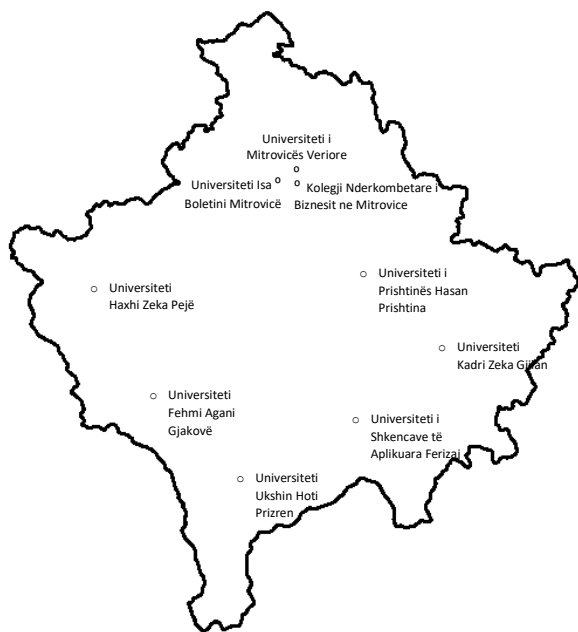 Universiteti i
Mitrovicës Veriore
Universiteti Isa
Boletini Mitrovicë
Kolegji Nderkombetare i
Biznesit ne Mitrovice
Universiteti
Haxhi Zeka Pejë
Universiteti i
Prishtinës Hasan
Prishtina
Universiteti
Kadri Zeka Gjilan
Universiteti
Fehmi Agani
Gjakovë
Universiteti i
Shkencave të
Aplikuara Ferizaj
Universiteti
Ukshin Hoti
Prizren